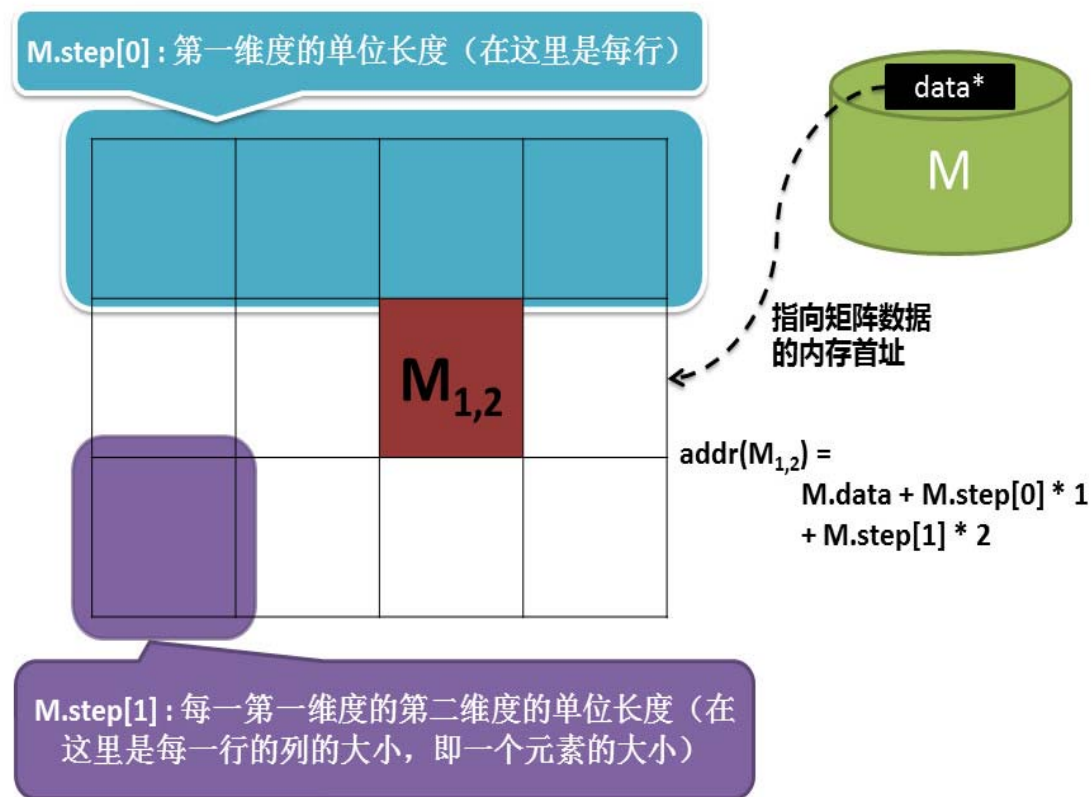 M.step[0] : 第一维度的单位长度（在这里是每行）
data*
M
指向矩阵数据
的内存首址
M1,2
addr(M1,2) =
M.data + M.step[0] * 1
+ M.step[1] * 2
M.step[1] : 每一第一维度的第二维度的单位长度（在
这里是每一行的列的大小，即一个元素的大小）